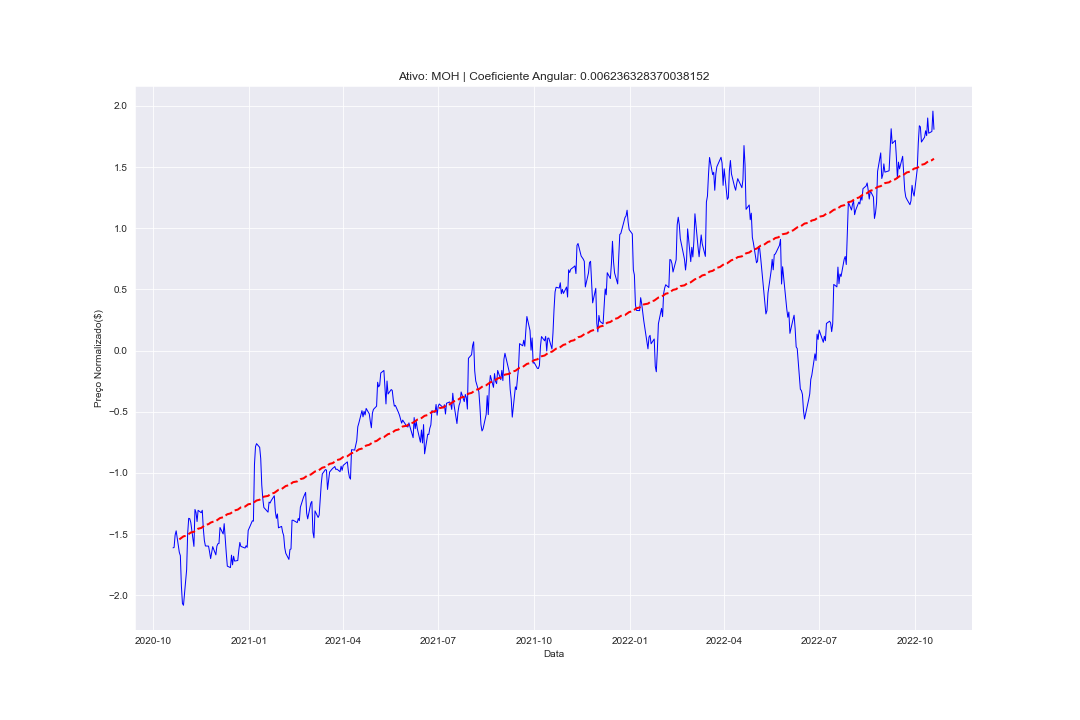 Ativo: MOH | Coeficiente Angular: 0.006236328370038152
2.0
1.5
1.0
0.5
0.0
−0.5
−1.0
−1.5
−2.0
Preço Normalizado($)
2020-10 2021-01 2021-04 2021-07 2021-10 2022-01 2022-04 2022-07 2022-10
Data